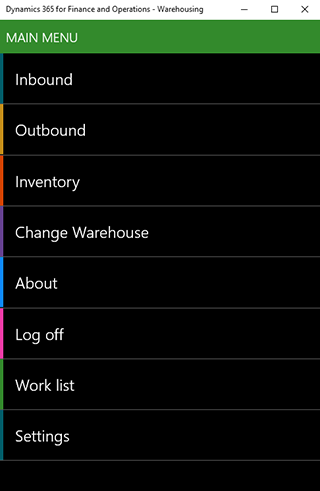 Dynamics 365 for Finance and Operations - Warehousing
MAIN MENU
Inbound
Outbound
Inventory
Change Warehouse
About
Log off
Work list
Settings